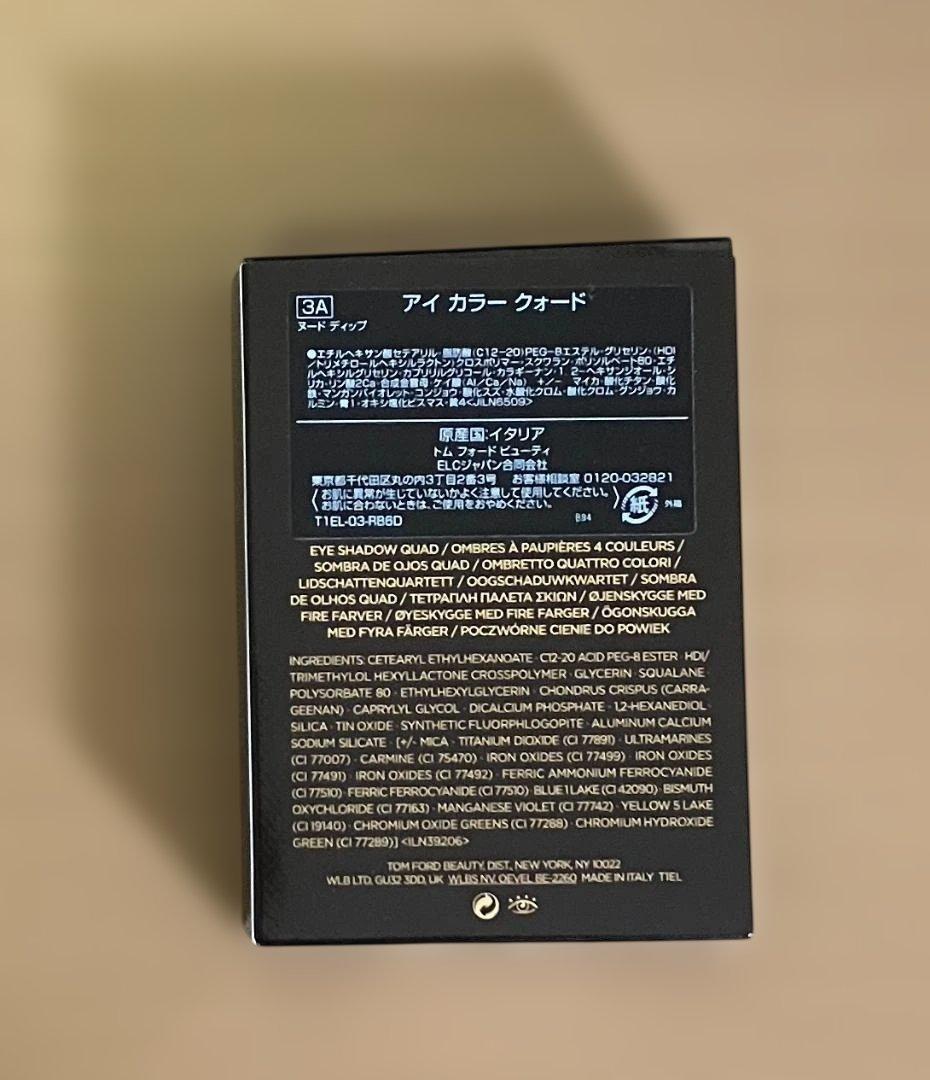 3A
アイ カラー クォード
ヌード ディップ
●エチルヘキサン酸セテアリル・脂肪酸(C12-20)PEG-8エステル・グリセリン・(HDI
/トリメチロールヘキシルラクトン)クロスポリマー・スクワラン・ポリソルベート80・エチ
ルヘキシルグリセリン・カプリルグリコール・カラギーナン・1,2-ヘキサンジオール・シ
リカ・リン酸2Ca・合成金雲母・ケイ酸(Al/Ca/Na) +/- マイカ・酸化チタン・酸化
鉄・マンガンバイオレット・コンジョウ・酸化スズ・水酸化クロム・酸化クロム・グンジョウ・カ
ルミン・青1・オキシ塩化ビスマス・黄4<JILN6509>
原産国:イタリア
トム フォード ビューティ
ELCジャパン合同会社
東京都千代田区丸の内3丁目2番3号 お客様相談室 0120-032821
お肌に異常が生じていないかよく注意して使用してください。
お肌に合わないときは、ご使用をおやめください。
紙 外箱
T1EL-03-RB6D B94
EYE SHADOW QUAD / OMBRES À PAUPIÈRES 4 COULEURS /
SOMBRA DE OJOS QUAD / OMBRETTO QUATTRO COLORI /
LIDSCHATTENQUARTETT / OOGSCHADUWKWARTET / SOMBRA
DE OLHOS QUAD / ΤΕΤΡΑΠΛΗ ΠΑΛΕΤΑ ΣΚΙΩΝ / ØJENSKYGGE MED
FIRE FARVER / ØYESKYGGE MED FIRE FARGER / ÖGONSKUGGA
MED FYRA FÄRGER / POCZWÓRNE CIENIE DO POWIEK
INGREDIENTS: CETEARYL ETHYLHEXANOATE · C12-20 ACID PEG-8 ESTER · HDI/
TRIMETHYLOL HEXYLLACTONE CROSSPOLYMER · GLYCERIN · SQUALANE
POLYSORBATE 80 · ETHYLHEXYLGLYCERIN · CHONDRUS CRISPUS (CARRA-
GEENAN) · CAPRYLYL GLYCOL · DICALCIUM PHOSPHATE · 1,2-HEXANEDIOL ·
SILICA · TIN OXIDE · SYNTHETIC FLUORPHLOGOPITE · ALUMINUM CALCIUM
SODIUM SILICATE · [+/- MICA · TITANIUM DIOXIDE (CI 77891) · ULTRAMARINES
(CI 77007) · CARMINE (CI 75470) · IRON OXIDES (CI 77499) · IRON OXIDES
(CI 77491) · IRON OXIDES (CI 77492) · FERRIC AMMONIUM FERROCYANIDE
(CI 77510) · FERRIC FERROCYANIDE (CI 77510) · BLUE 1 LAKE (CI 42090) · BISMUTH
OXYCHLORIDE (CI 77163) · MANGANESE VIOLET (CI 77742) · YELLOW 5 LAKE
(CI 19140) · CHROMIUM OXIDE GREENS (CI 77288) · CHROMIUM HYDROXIDE
GREEN (CI 77289)] <ILN39206>
TOM FORD BEAUTY, DIST., NEW YORK, NY 10022
WLB LTD, GU32 3DD, UK WLBS NV, OEVEL BE-2260 MADE IN ITALY T1EL